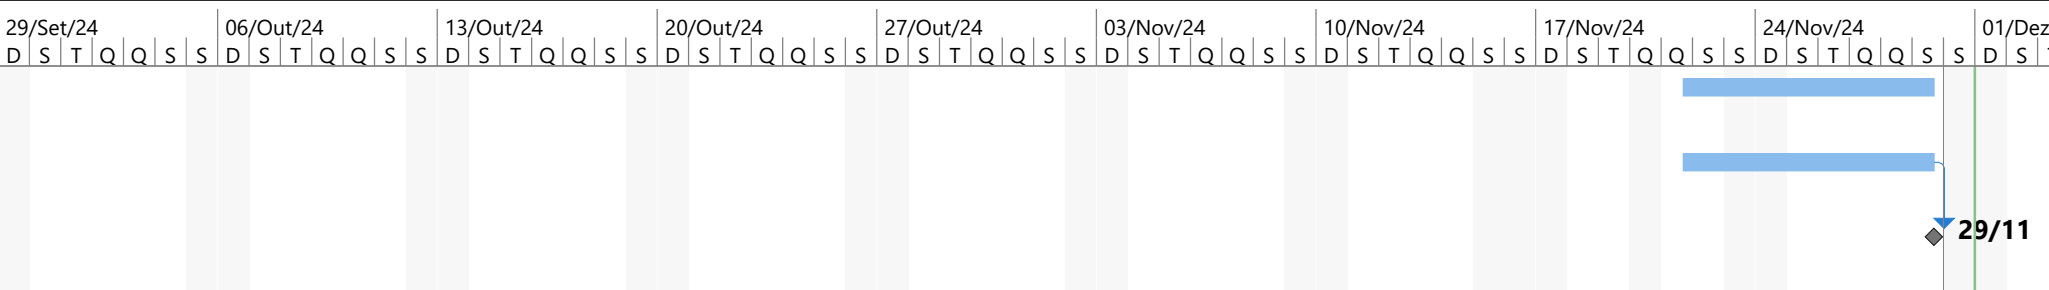 29/Set/24 06/Out/24 13/Out/24 20/Out/24 27/Out/24 03/Nov/24 10/Nov/24 17/Nov/24 24/Nov/24 01/Dez
D S T Q Q S S D S T Q Q S S D S T Q Q S S D S T Q Q S S D S T Q Q S S D S T Q Q S S D S T Q Q S S D S T Q Q S S D S T Q Q S S D S
29/11